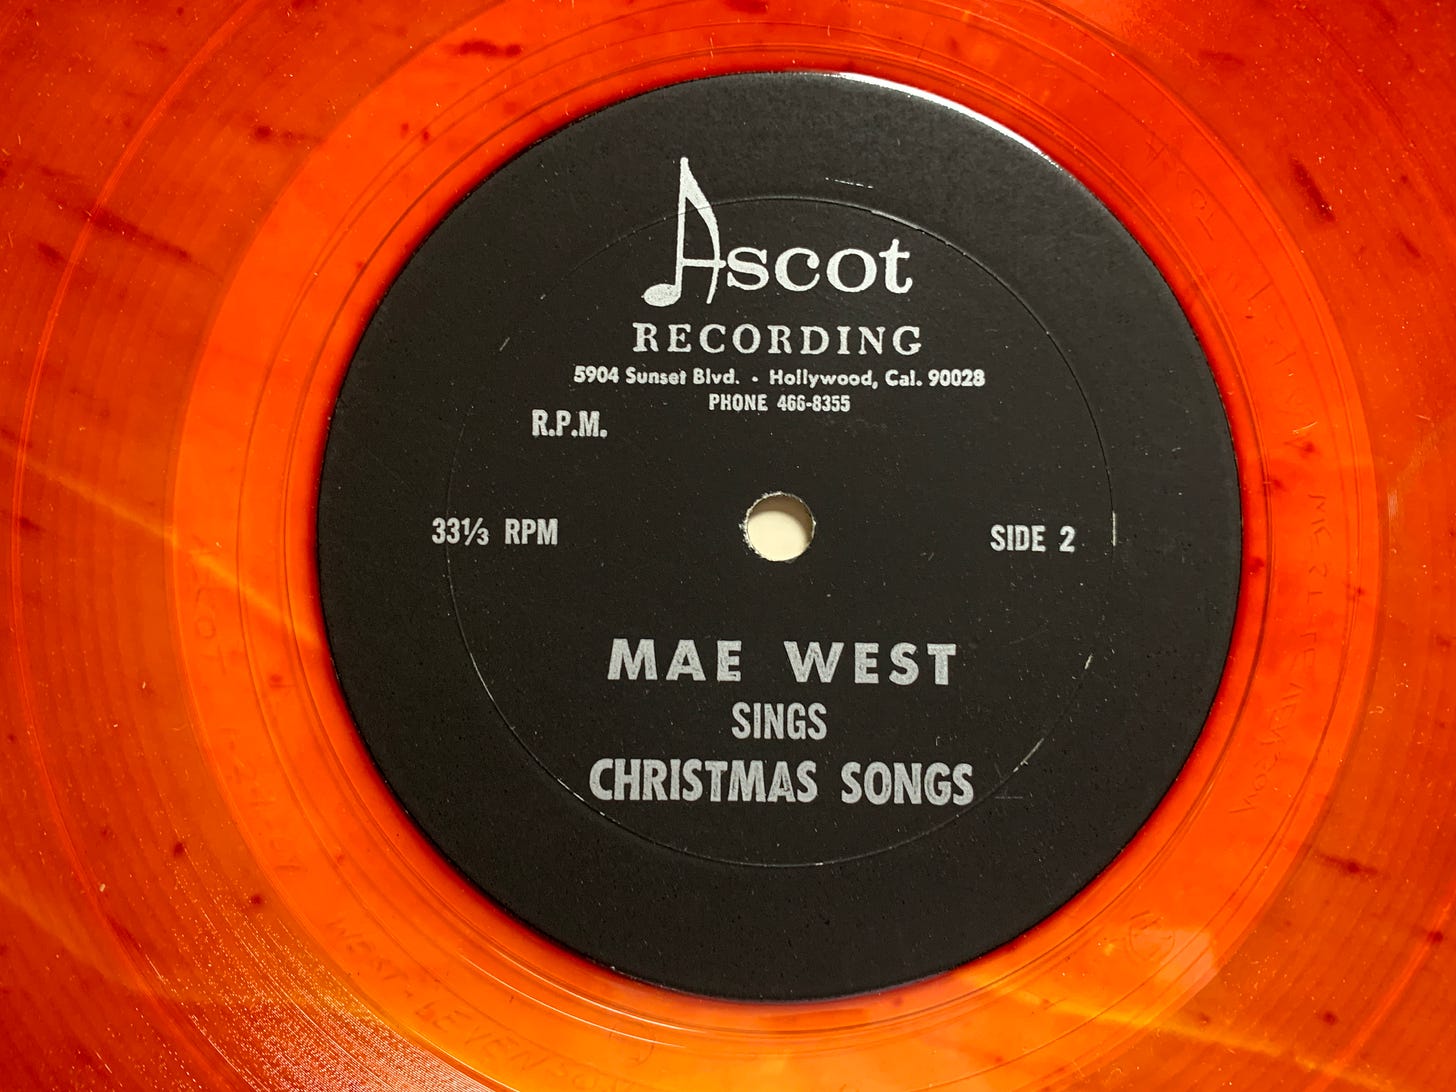 Ascot
RECORDING
5904 Sunset Blvd. • Hollywood, Cal. 90028
PHONE 466-8355
R.P.M.
33⅓ RPM
SIDE 2
MAE WEST
SINGS
CHRISTMAS SONGS